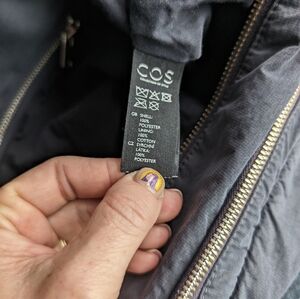 COS
GB SHELL:
100%
POLYESTER
LINING:
100%
COTTON
CZ SVRCHNÍ
LÁTKA:
100%
POLYESTER